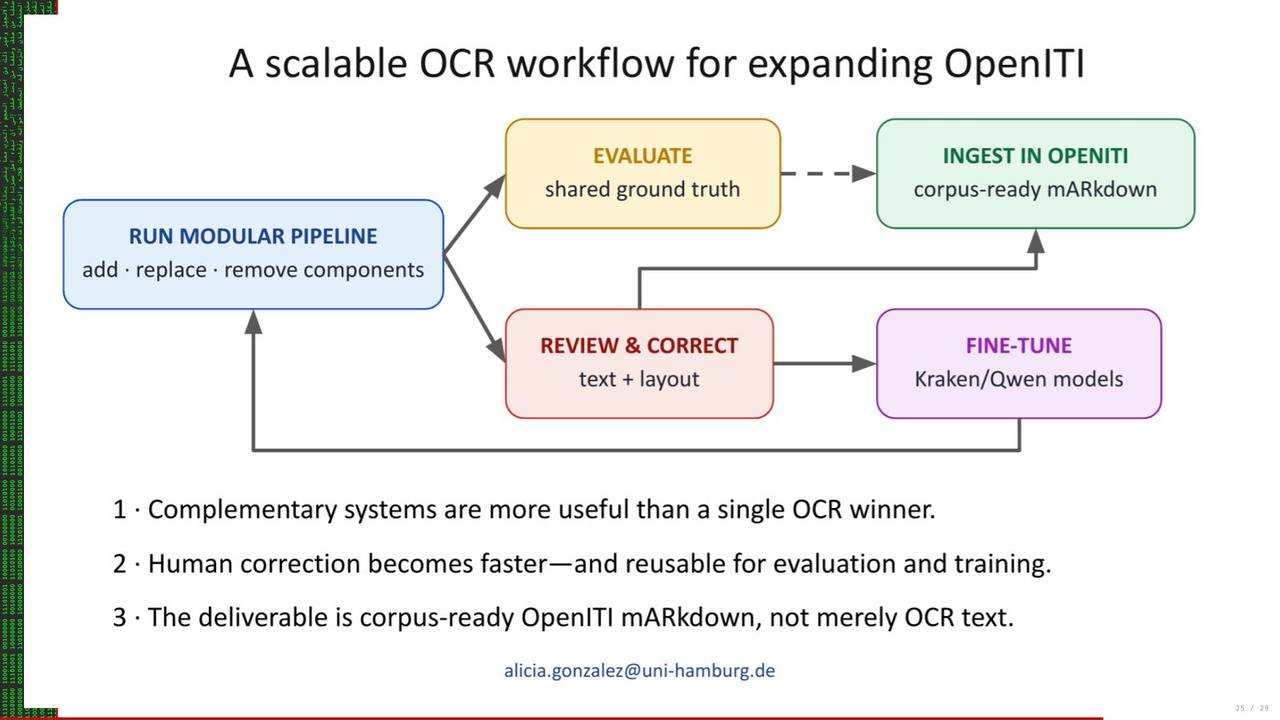 A scalable OCR workflow for expanding OpenITI
EVALUATE
shared ground truth
INGEST IN OPENITI
corpus-ready mARkdown
RUN MODULAR PIPELINE
add · replace · remove components
REVIEW & CORRECT
text + layout
FINE-TUNE
Kraken/Qwen models
1 · Complementary systems are more useful than a single OCR winner.
2 · Human correction becomes faster—and reusable for evaluation and training.
3 · The deliverable is corpus-ready OpenITI mARkdown, not merely OCR text.
alicia.gonzalez@uni-hamburg.de
25 / 29